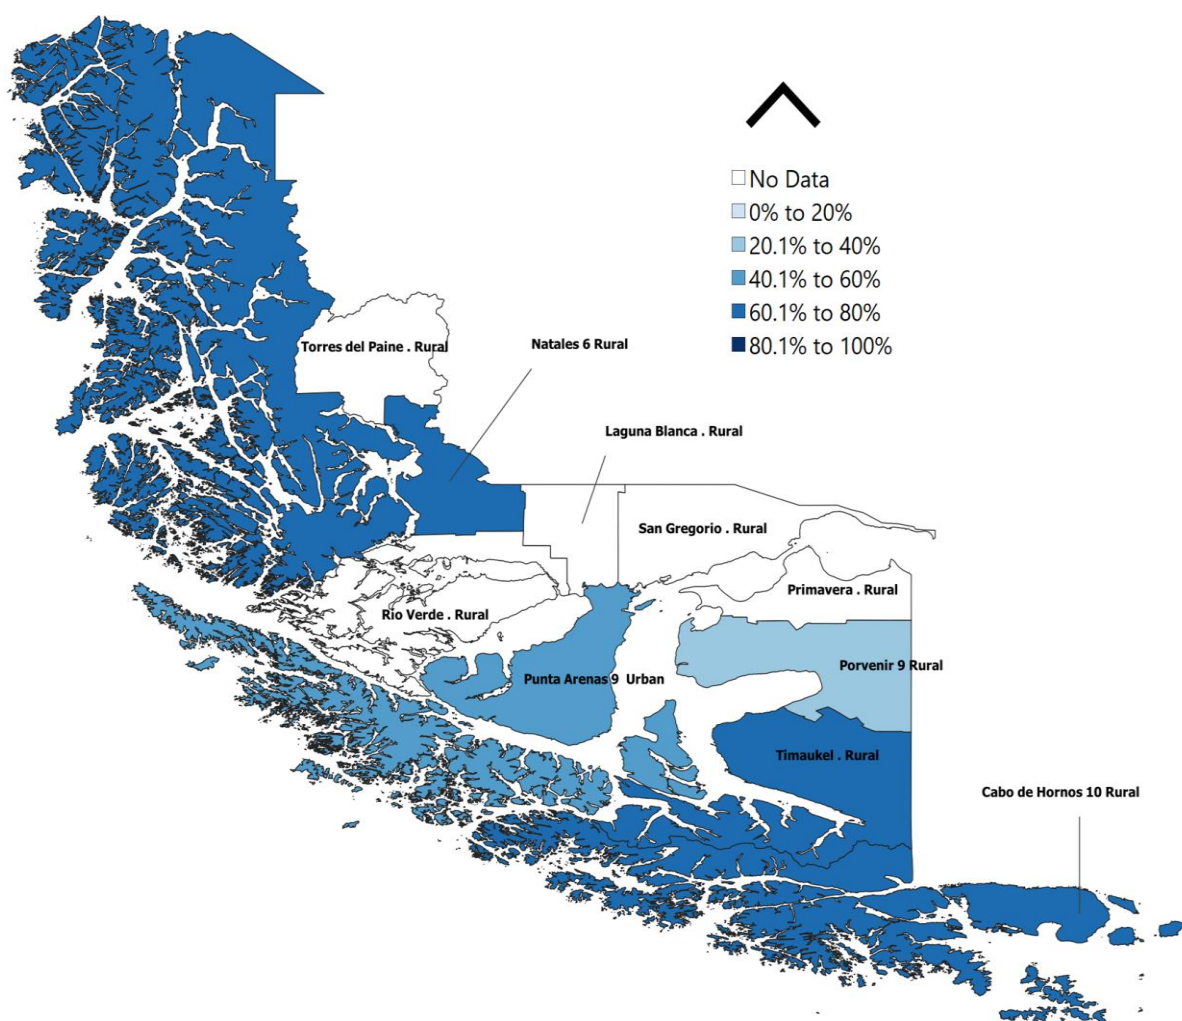 No Data
0% to 20%
20.1% to 40%
40.1% to 60%
60.1% to 80%
80.1% to 100%
Torres del Paine . Rural
Natales 6 Rural
Laguna Blanca . Rural
San Gregorio . Rural
Primavera . Rural
Rio Verde . Rural
Porvenir 9 Rural
Punta Arenas 9 Urban
Timaukel . Rural
Cabo de Hornos 10 Rural